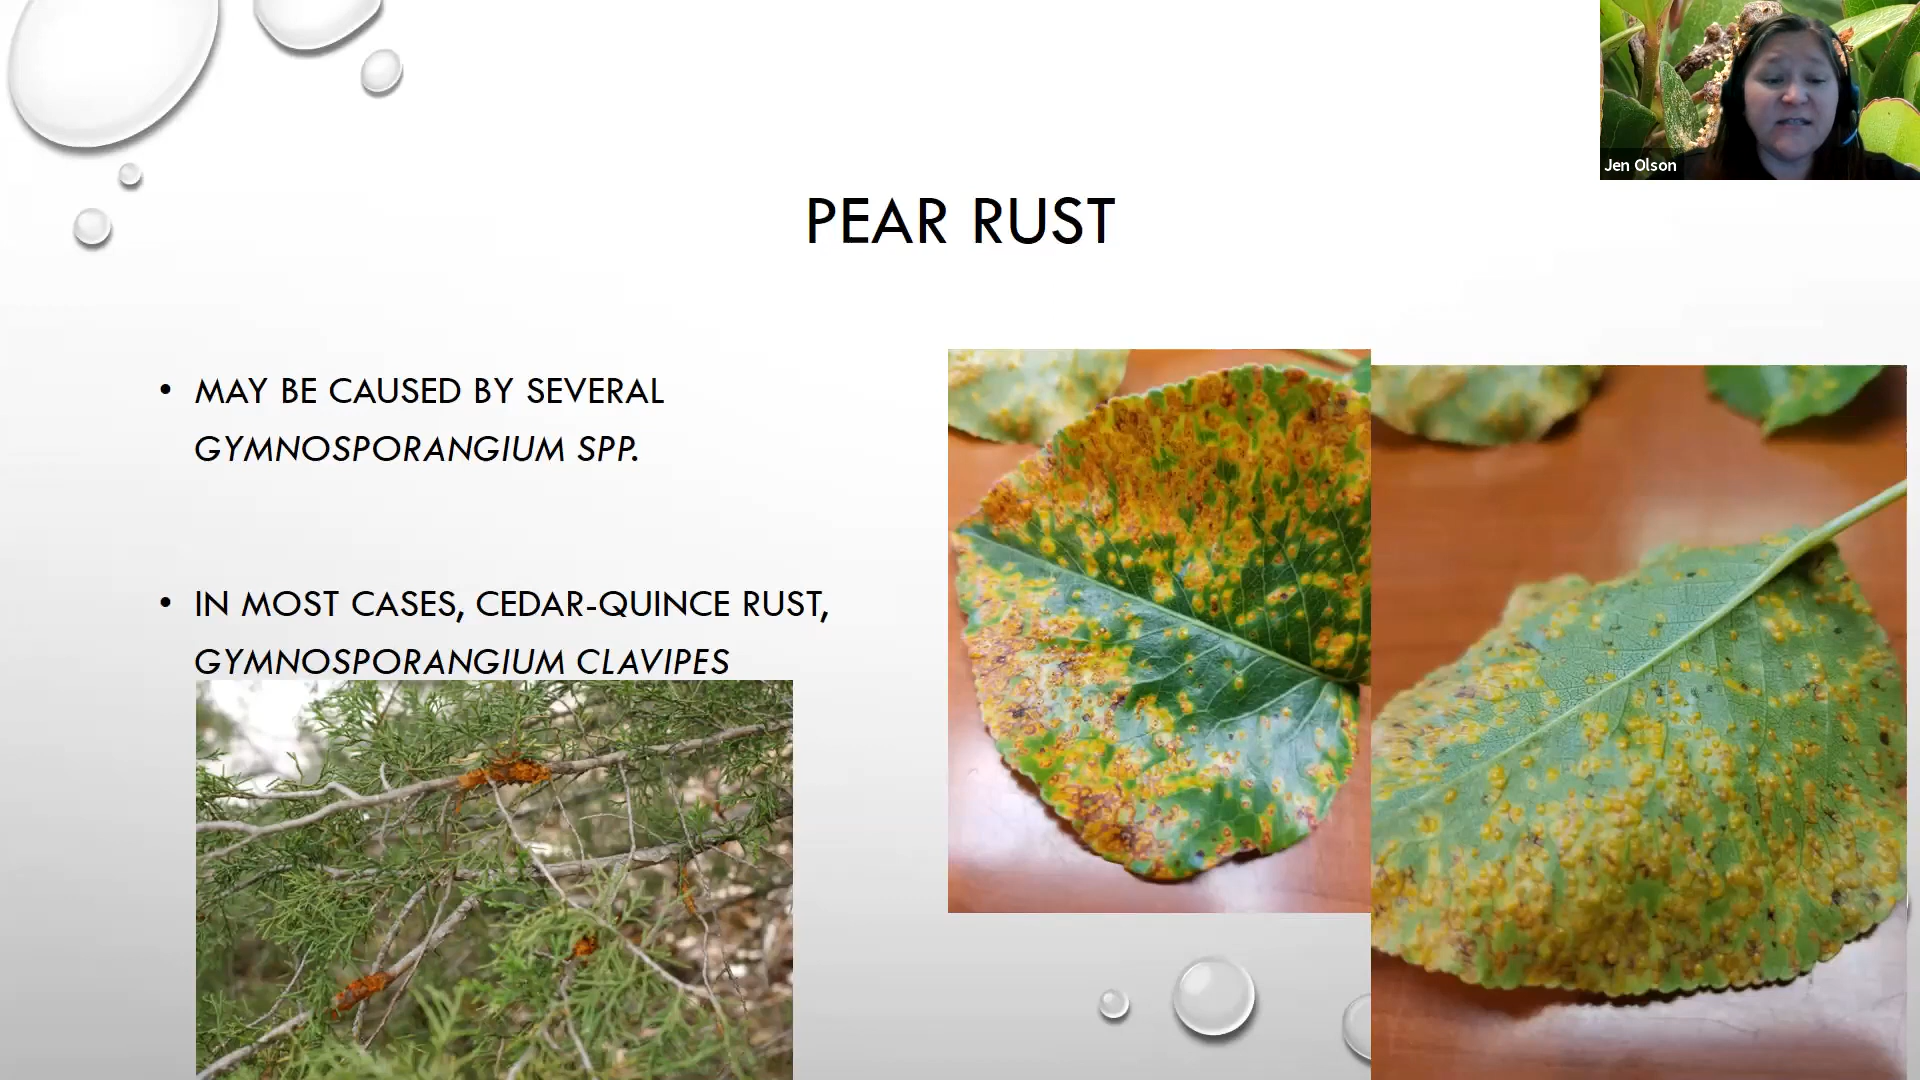 Jen Olson
PEAR RUST
• MAY BE CAUSED BY SEVERAL
GYMNOSPORANGIUM SPP.
• IN MOST CASES, CEDAR-QUINCE RUST,
GYMNOSPORANGIUM CLAVIPES